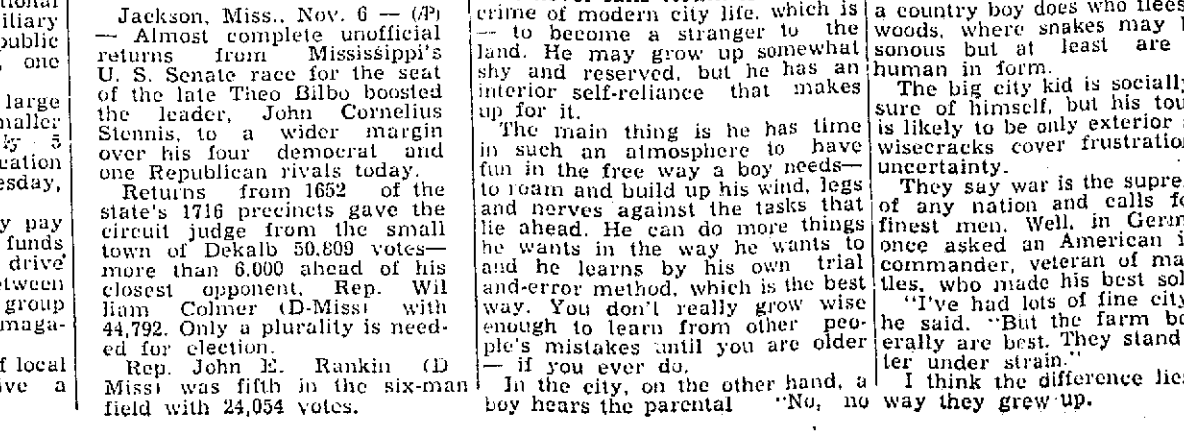 iliary
public
one
large
maller
5
cation
esday,
y pay
funds
drive'
etween
group
maga-
f local
ive a
Jackson, Miss., Nov. 6 — (AP)
— Almost complete unofficial
returns from Mississippi's
U. S. Senate race for the seat
of the late Theo Bilbo boosted
the leader, John Cornelius
Stennis, to a wider margin
over his four democrat and
one Republican rivals today.
Returns from 1652 of the
state's 1716 precincts gave the
circuit judge from the small
town of Dekalb 50,809 votes—
more than 6,000 ahead of his
closest opponent, Rep. Wil
liam Colmer (D-Miss) with
44,792. Only a plurality is need-
ed for election.
Rep. John E. Rankin (D
Miss) was fifth in the six-man
field with 24,054 votes.
crime of modern city life, which is
— to become a stranger to the
land. He may grow up somewhat
shy and reserved, but he has an
interior self-reliance that makes
up for it.
The main thing is he has time
in such an atmosphere to have
fun in the free way a boy needs—
to roam and build up his wind, legs
and nerves against the tasks that
lie ahead. He can do more things
he wants in the way he wants to
and he learns by his own trial
and-error method, which is the best
way. You don't really grow wise
enough to learn from other peo-
ple's mistakes until you are older
— if you ever do.
In the city, on the other hand, a
boy hears the parental "No, no
a country boy does who flees
woods, where snakes may
sonous but at least are
human in form.
The big city kid is socially
sure of himself, but his tou
is likely to be only exterior
wisecracks cover frustration
uncertainty.
They say war is the supre
of any nation and calls fo
finest men. Well, in Germ
once asked an American i
commander, veteran of ma
tles, who made his best sol
"I've had lots of fine city
he said. "But the farm bo
erally are best. They stand
ter under strain."
I think the difference lies
way they grew up.